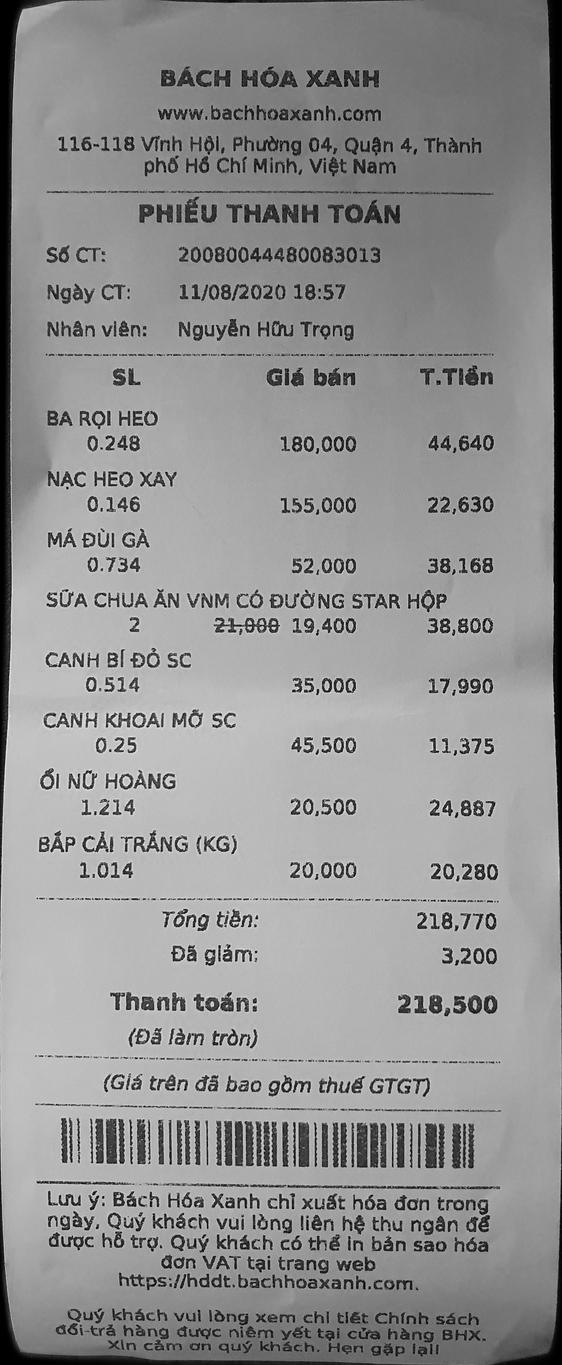 BÁCH HÓA XANH
www.bachhoaxanh.com
116-118 Vĩnh Hội, Phường 04, Quận 4, Thành
phố Hồ Chí Minh, Việt Nam
PHIẾU THANH TOÁN
Số CT: 20080044480083013
Ngày CT: 11/08/2020 18:57
Nhân viên: Nguyễn Hữu Trọng
SL Giá bán T.Tiền
BA RỌI HEO
0.248 180,000 44,640
NẠC HEO XAY
0.146 155,000 22,630
MÁ ĐÙI GÀ
0.734 52,000 38,168
SỮA CHUA ĂN VNM CÓ ĐƯỜNG STAR HỘP
2 21,000 19,400 38,800
CANH BÍ ĐỎ SC
0.514 35,000 17,990
CANH KHOAI MỠ SC
0.25 45,500 11,375
ỔI NỮ HOÀNG
1.214 20,500 24,887
BẮP CẢI TRẮNG (KG)
1.014 20,000 20,280
Tổng tiền: 218,770
Đã giảm: 3,200
Thanh toán: 218,500
(Đã làm tròn)
(Giá trên đã bao gồm thuế GTGT)
Lưu ý: Bách Hóa Xanh chỉ xuất hóa đơn trong
ngày, Quý khách vui lòng liên hệ thu ngân để
được hỗ trợ. Quý khách có thể in bản sao hóa
đơn VAT tại trang web
https://hddt.bachhoaxanh.com.
Quý khách vui lòng xem chi tiết Chính sách
đổi-trả hàng được niêm yết tại cửa hàng BHX.
Xin cảm ơn quý khách. Hẹn gặp lại!